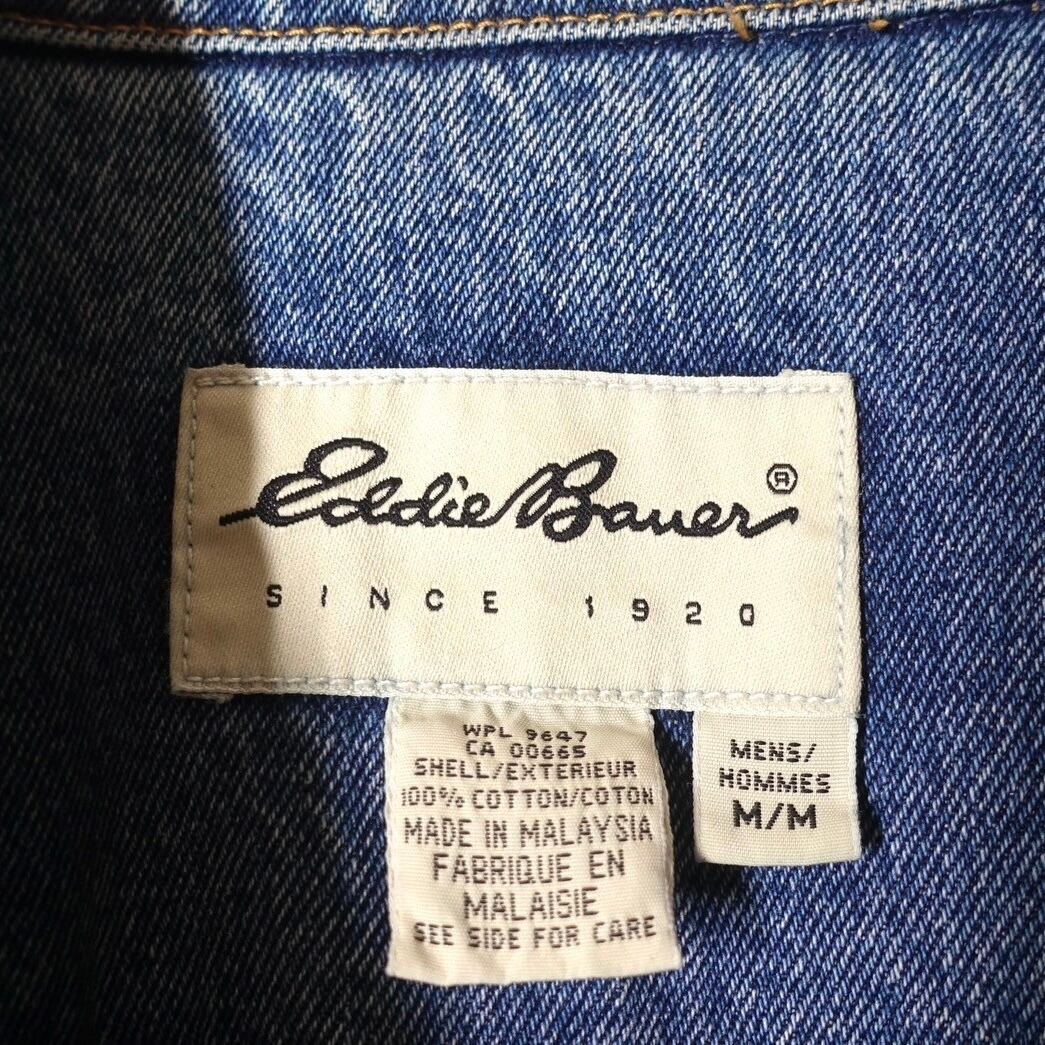 Eddie Bauer ®
SINCE 1920
WPL 9647
CA 00665
SHELL/EXTERIEUR
100% COTTON/COTON
MADE IN MALAYSIA
FABRIQUE EN
MALAISIE
SEE SIDE FOR CARE
MENS/
HOMMES
M/M